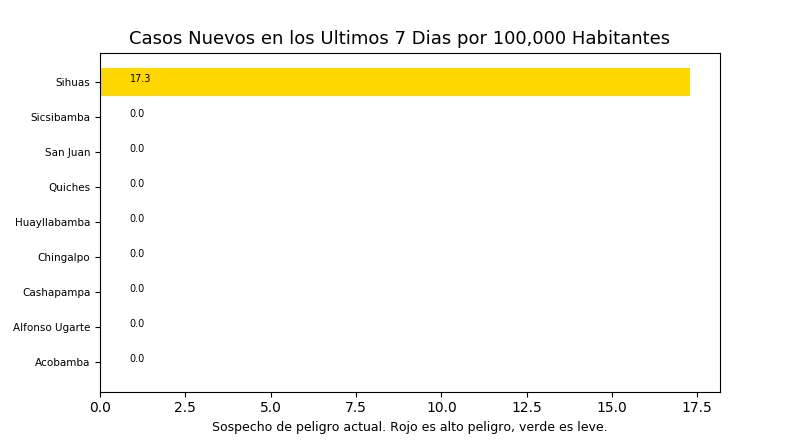 Casos Nuevos en los Ultimos 7 Dias por 100,000 Habitantes
Sihuas 17.3
Sicsibamba 0.0
San Juan 0.0
Quiches 0.0
Huayllabamba 0.0
Chingalpo 0.0
Cashapampa 0.0
Alfonso Ugarte 0.0
Acobamba 0.0
0.0 2.5 5.0 7.5 10.0 12.5 15.0 17.5
Sospecho de peligro actual. Rojo es alto peligro, verde es leve.